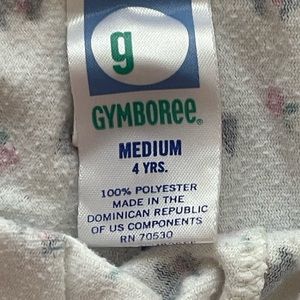 g
GYMBOREE®
MEDIUM
4 YRS.
100% POLYESTER
MADE IN THE
DOMINICAN REPUBLIC
OF US COMPONENTS
RN 70530